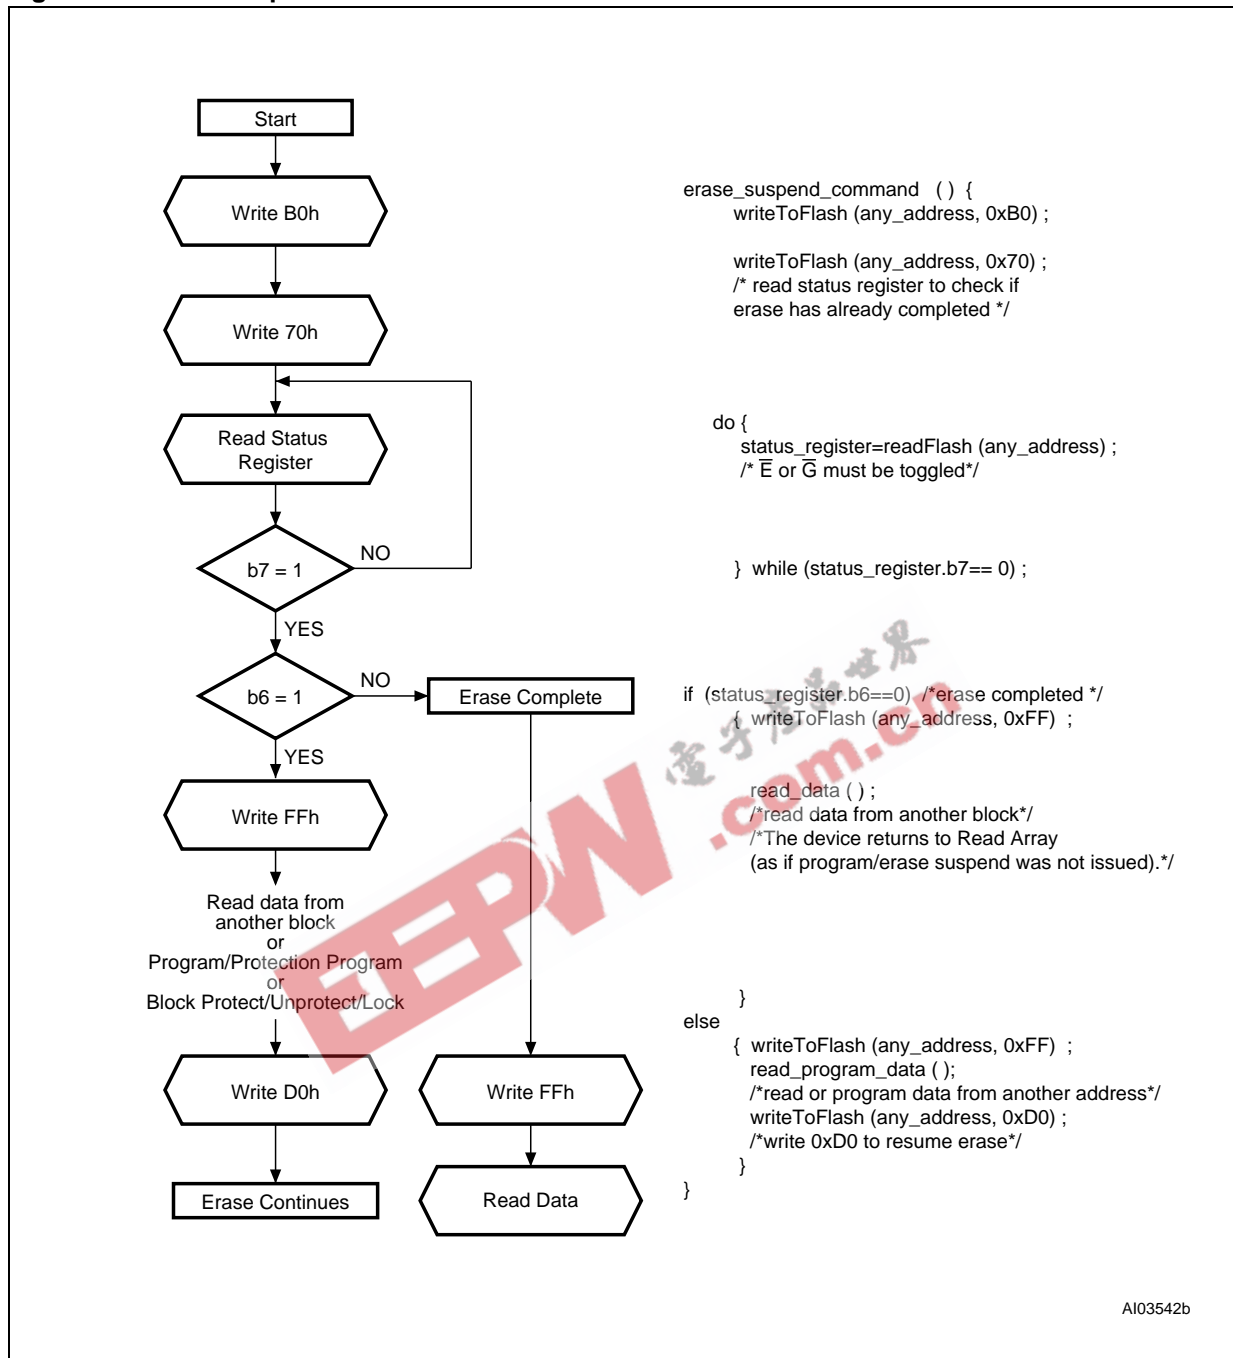 Start
Write B0h
Write 70h
Read Status
Register
NO
b7 = 1
YES
NO
b6 = 1
Erase Complete
YES
Write FFh
Read data from
another block
or
Program/Protection Program
or
Block Protect/Unprotect/Lock
Write D0h
Write FFh
Erase Continues
Read Data
erase_suspend_command ( ) {
writeToFlash (any_address, 0xB0) ;
writeToFlash (any_address, 0x70) ;
/* read status register to check if
erase has already completed */
do {
status_register=readFlash (any_address) ;
/* E̅ or G̅ must be toggled*/
} while (status_register.b7== 0) ;
if (status_register.b6==0) /*erase completed */
{ writeToFlash (any_address, 0xFF) ;
read_data ( ) ;
/*read data from another block*/
/*The device returns to Read Array
(as if program/erase suspend was not issued).*/
}
else
{ writeToFlash (any_address, 0xFF) ;
read_program_data ( );
/*read or program data from another address*/
writeToFlash (any_address, 0xD0) ;
/*write 0xD0 to resume erase*/
}
}
EEPW .com.cn
電子產品世界
AI03542b